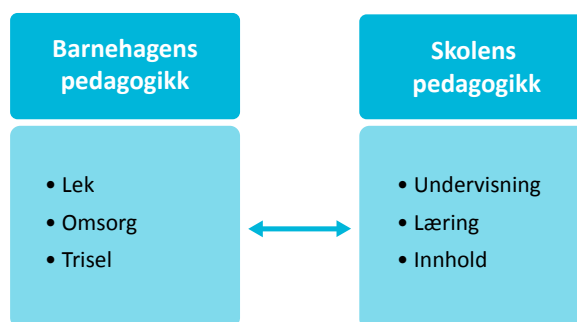 Barnehagens
pedagogikk
• Lek
• Omsorg
• Trisel
Skolens
pedagogikk
• Undervisning
• Læring
• Innhold